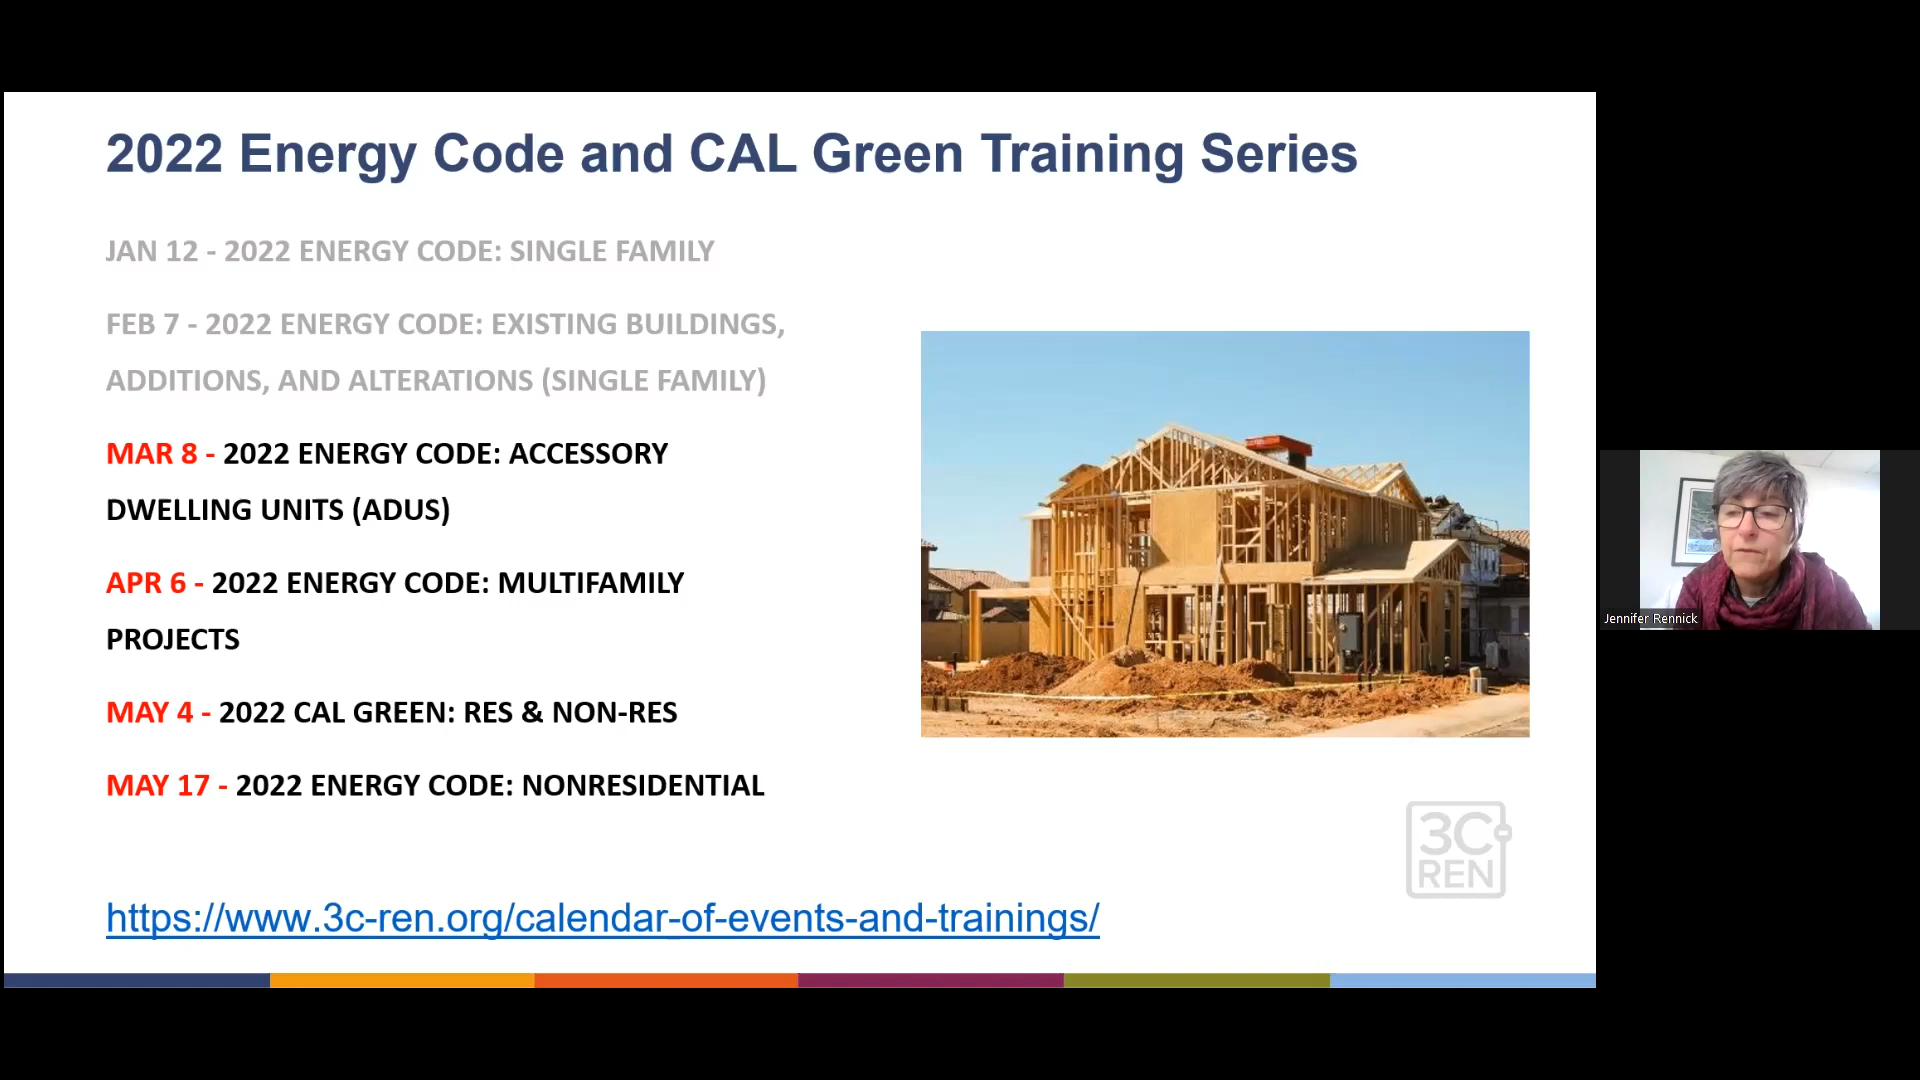 2022 Energy Code and CAL Green Training Series
JAN 12 - 2022 ENERGY CODE: SINGLE FAMILY
FEB 7 - 2022 ENERGY CODE: EXISTING BUILDINGS,
ADDITIONS, AND ALTERATIONS (SINGLE FAMILY)
MAR 8 - 2022 ENERGY CODE: ACCESSORY
DWELLING UNITS (ADUS)
APR 6 - 2022 ENERGY CODE: MULTIFAMILY
PROJECTS
MAY 4 - 2022 CAL GREEN: RES & NON-RES
MAY 17 - 2022 ENERGY CODE: NONRESIDENTIAL
3C
REN
https://www.3c-ren.org/calendar-of-events-and-trainings/
Jennifer Rennick